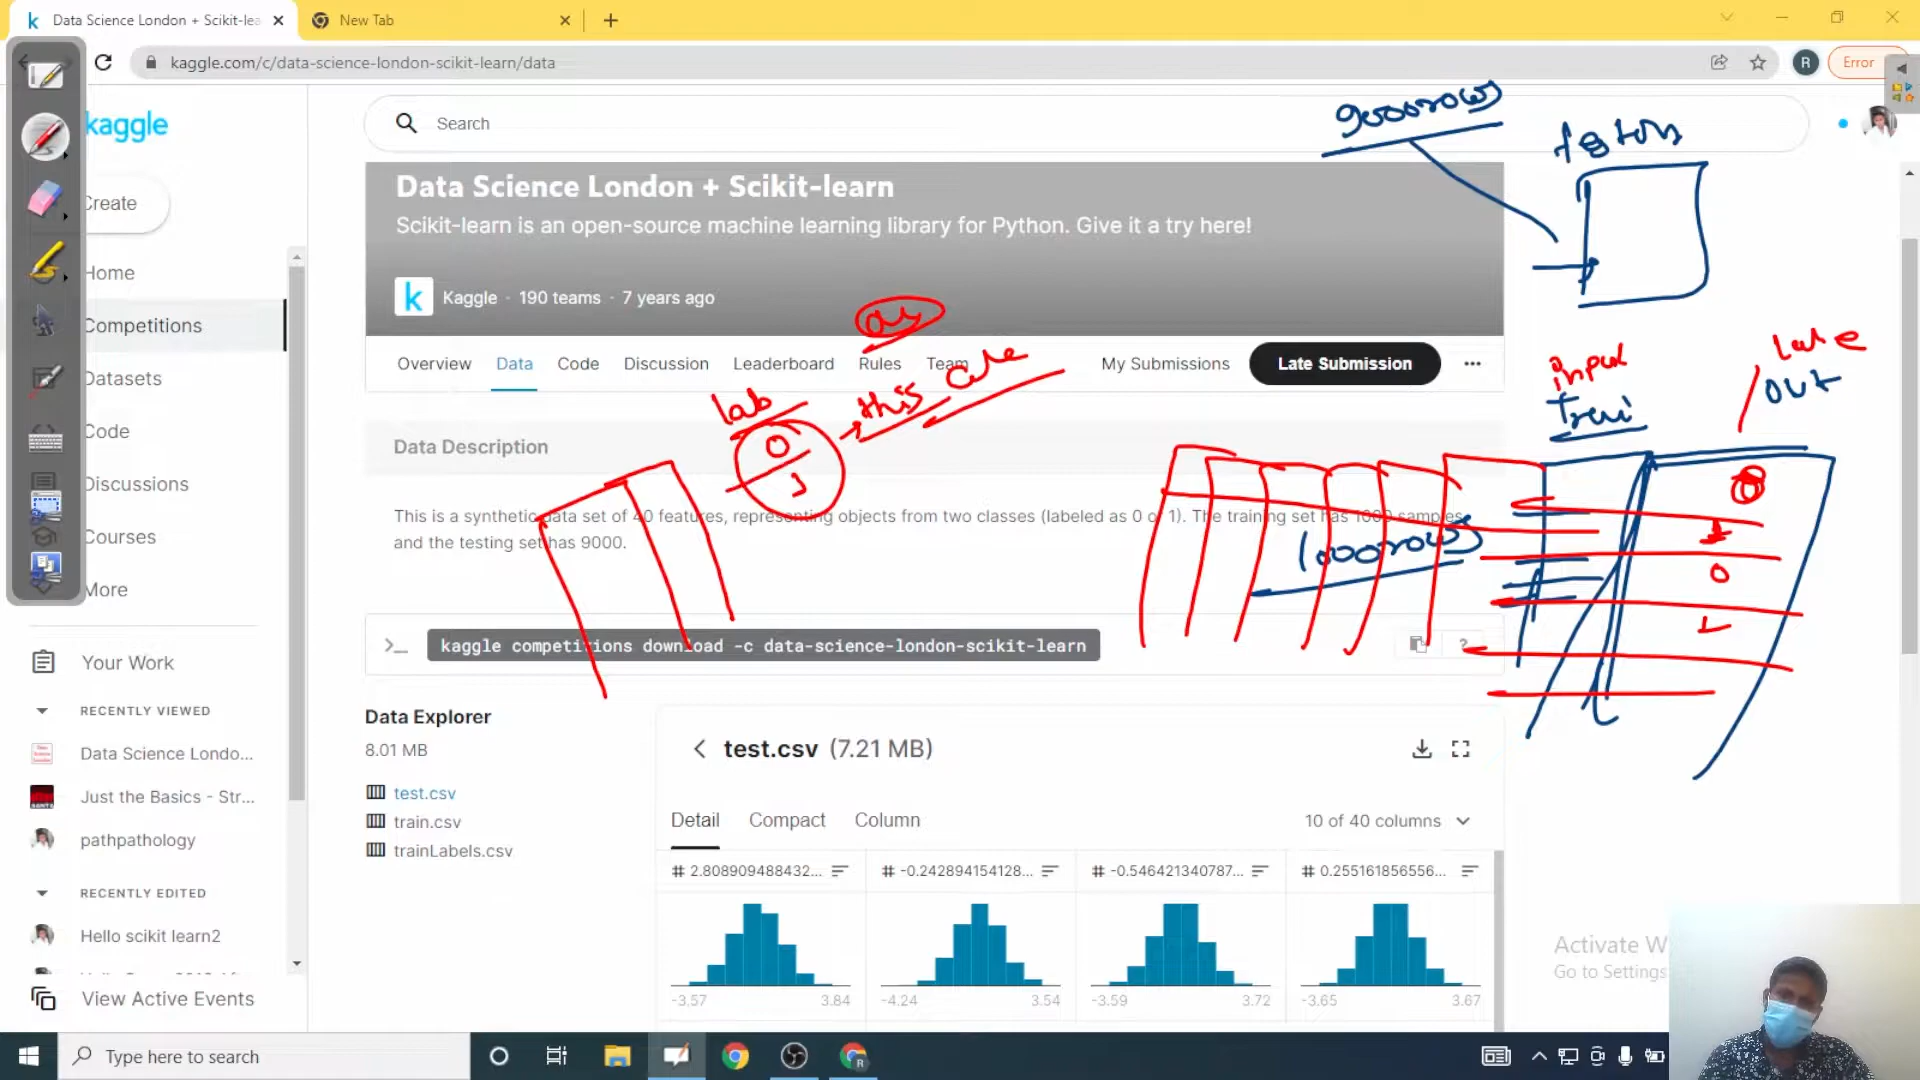 Data Science London + Scikit-lea
New Tab
kaggle.com/c/data-science-london-scikit-learn/data
R
Error
kaggle
Search
9000rows
Create
Data Science London + Scikit-learn
Scikit-learn is an open-source machine learning library for Python. Give it a try here!
Home
Kaggle · 190 teams · 7 years ago
Competitions
Overview
Data
Code
Discussion
Leaderboard
Rules
Team
My Submissions
Late Submission
input
out
Datasets
lab
this
0
1
Code
Data Description
Discussions
This is a synthetic data set of 40 features, representing objects from two classes (labeled as 0 or 1). The training set has 1000 samples
and the testing set has 9000.
1000rows
0
1
0
1
Courses
More
>_ kaggle competitions download -c data-science-london-scikit-learn
?
Your Work
RECENTLY VIEWED
Data Science Londo...
Just the Basics - Str...
pathpathology
RECENTLY EDITED
Hello scikit learn2
View Active Events
Data Explorer
8.01 MB
test.csv
train.csv
trainLabels.csv
test.csv (7.21 MB)
Detail
Compact
Column
10 of 40 columns
# 2.808909488432...
# -0.242894154128...
# -0.546421340787...
# 0.255161856556...
-3.57
3.84
-4.24
3.54
-3.59
3.72
-3.65
3.67
Activate W
Go to Settings
Type here to search